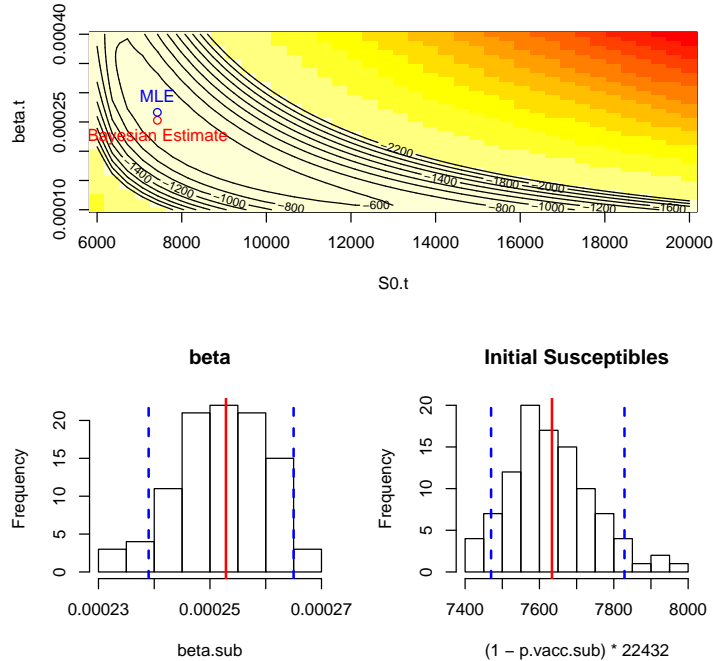 0.00040
0.00025
0.00010
beta.t
MLE
Bayesian Estimate
−2200
−1400
−1800
−2000
−1400
−1200
−1000
−800
−600
−800
−1000
−1200
−1600
6000 8000 10000 12000 14000 16000 18000 20000
S0.t
beta
Frequency
20
15
10
5
0
0.00023 0.00025 0.00027
beta.sub
Initial Susceptibles
Frequency
20
15
10
5
0
7400 7600 7800 8000
(1 − p.vacc.sub) * 22432